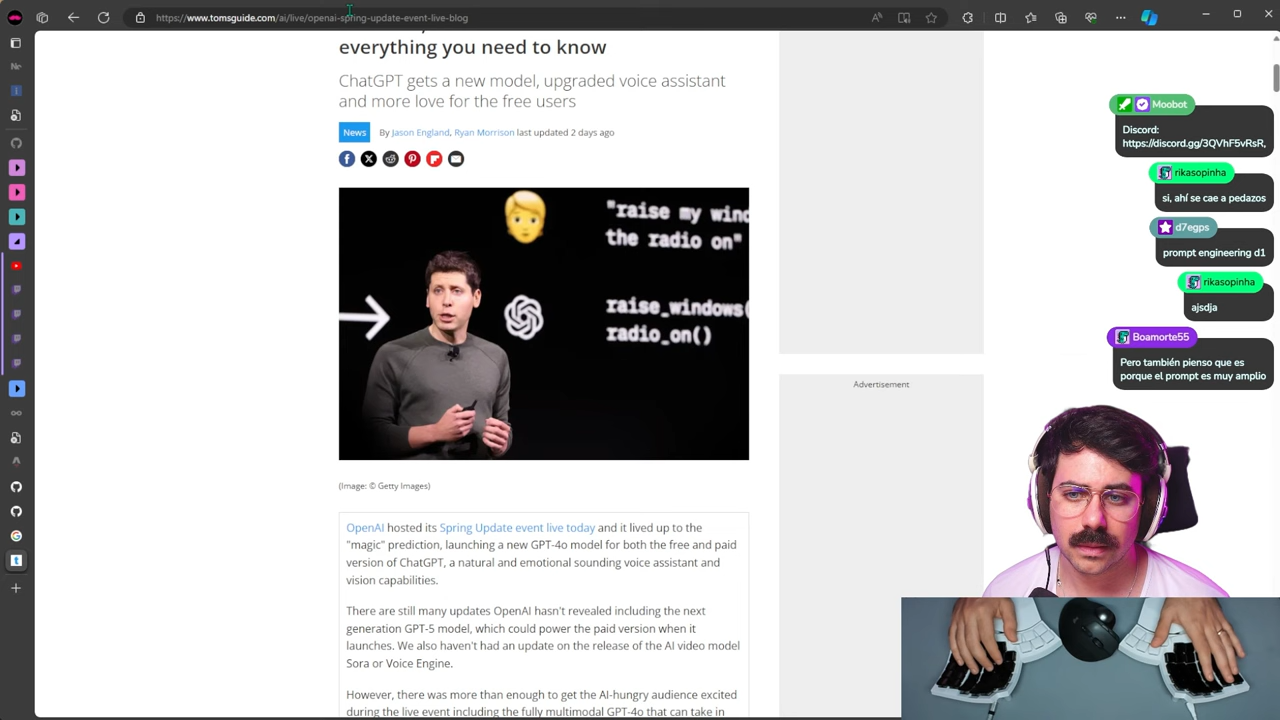 https://www.tomsguide.com/ai/live/openai-spring-update-event-live-blog
everything you need to know
ChatGPT gets a new model, upgraded voice assistant
and more love for the free users
News
By Jason England, Ryan Morrison last updated 2 days ago
"raise my wind
the radio on"
raise_windows(
radio_on()
(Image: © Getty Images)
OpenAI hosted its Spring Update event live today and it lived up to the
"magic" prediction, launching a new GPT-4o model for both the free and paid
version of ChatGPT, a natural and emotional sounding voice assistant and
vision capabilities.
There are still many updates OpenAI hasn't revealed including the next
generation GPT-5 model, which could power the paid version when it
launches. We also haven't had an update on the release of the AI video model
Sora or Voice Engine.
However, there was more than enough to get the AI-hungry audience excited
during the live event including the fully multimodal GPT-4o that can take in
Advertisement
Moobot
Discord:
https://discord.gg/3QVhF5vRsR,
rikasopinha
si, ahí se cae a pedazos
d7egps
prompt engineering d1
rikasopinha
ajsdja
Boamorte55
Pero también pienso que es
porque el prompt es muy amplio